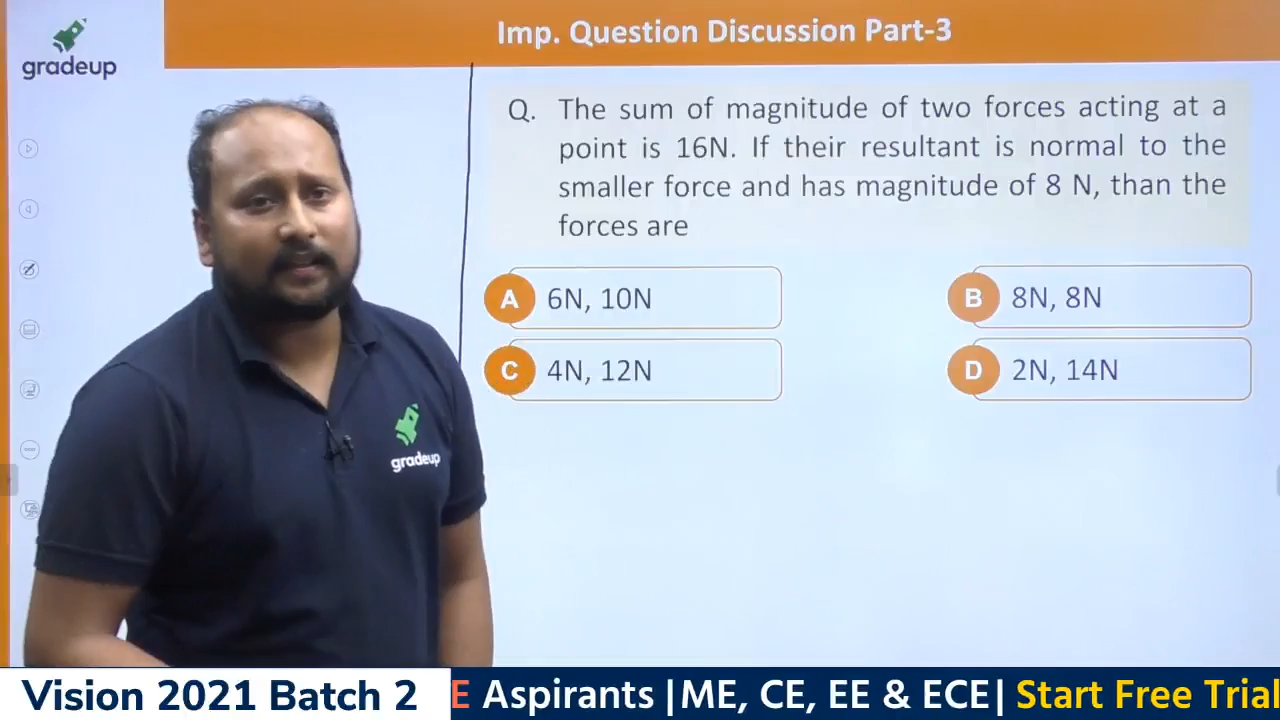 gradeup
Imp. Question Discussion Part-3
Q. The sum of magnitude of two forces acting at a
point is 16N. If their resultant is normal to the
smaller force and has magnitude of 8 N, than the
forces are
A 6N, 10N
B 8N, 8N
C 4N, 12N
D 2N, 14N
gradeup
Vision 2021 Batch 2
E Aspirants |ME, CE, EE & ECE| Start Free Trial